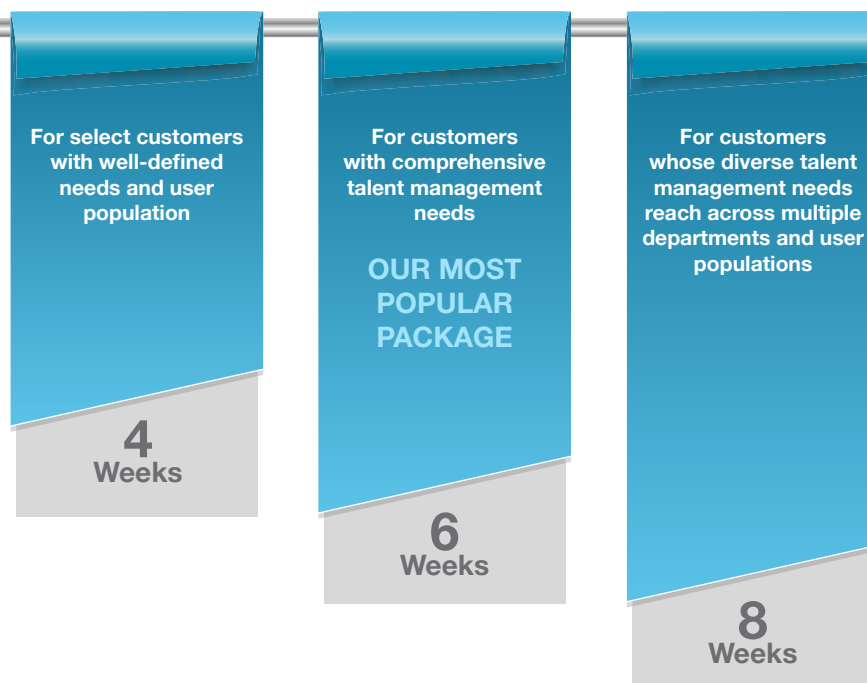 For select customers
with well-defined
needs and user
population
4
Weeks
For customers
with comprehensive
talent management
needs
OUR MOST
POPULAR
PACKAGE
6
Weeks
For customers
whose diverse talent
management needs
reach across multiple
departments and user
populations
8
Weeks